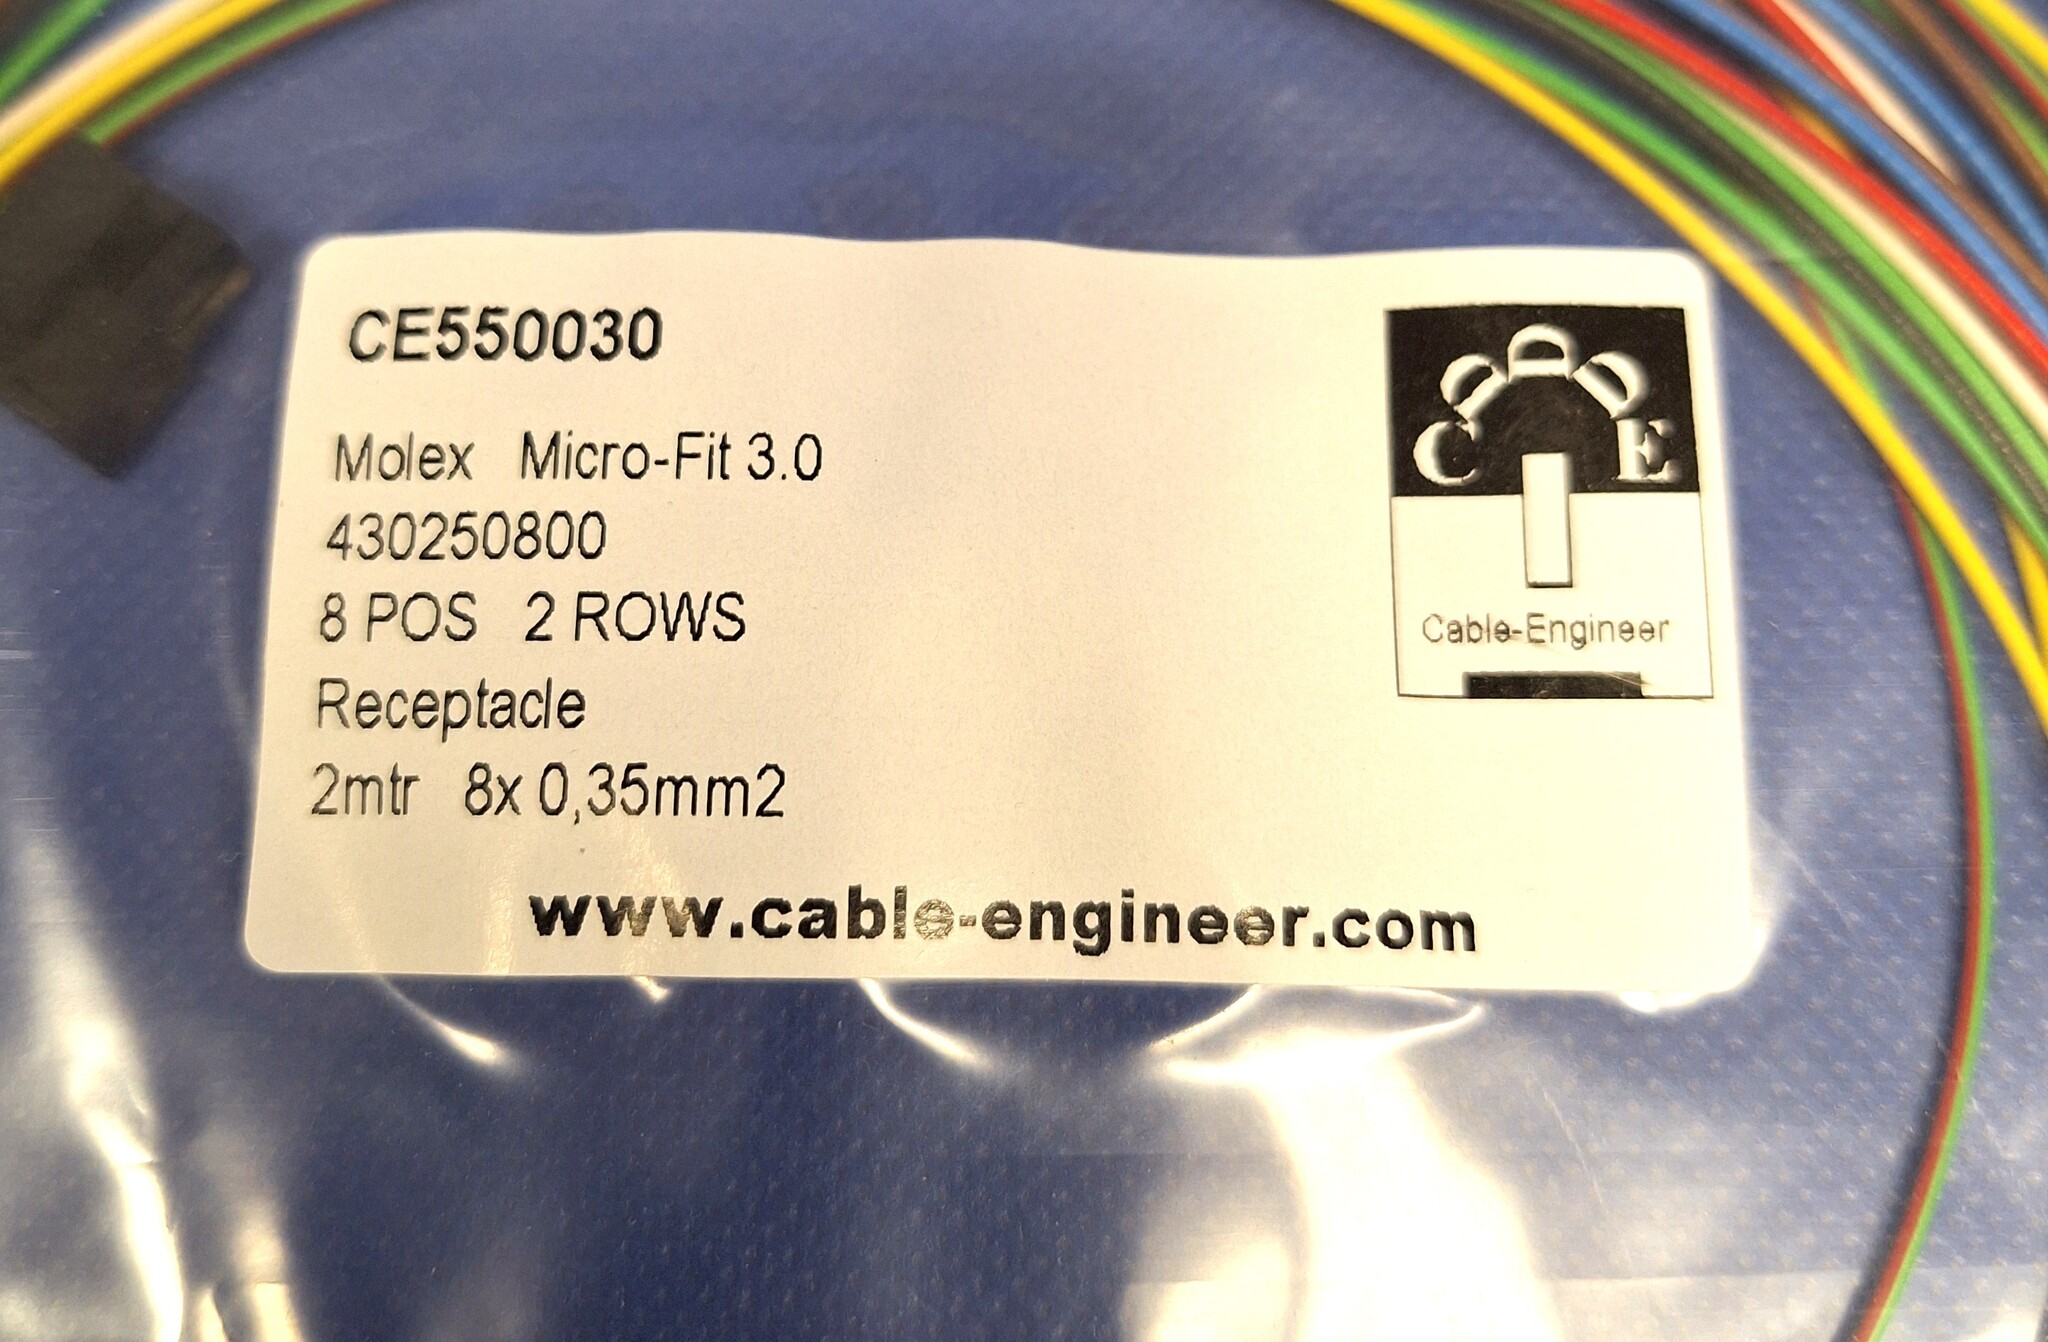 CE550030
Molex Micro-Fit 3.0
430250800
8 POS 2 ROWS
Receptacle
2mtr 8x 0,35mm2
www.cable-engineer.com
C E
Cable-Engineer